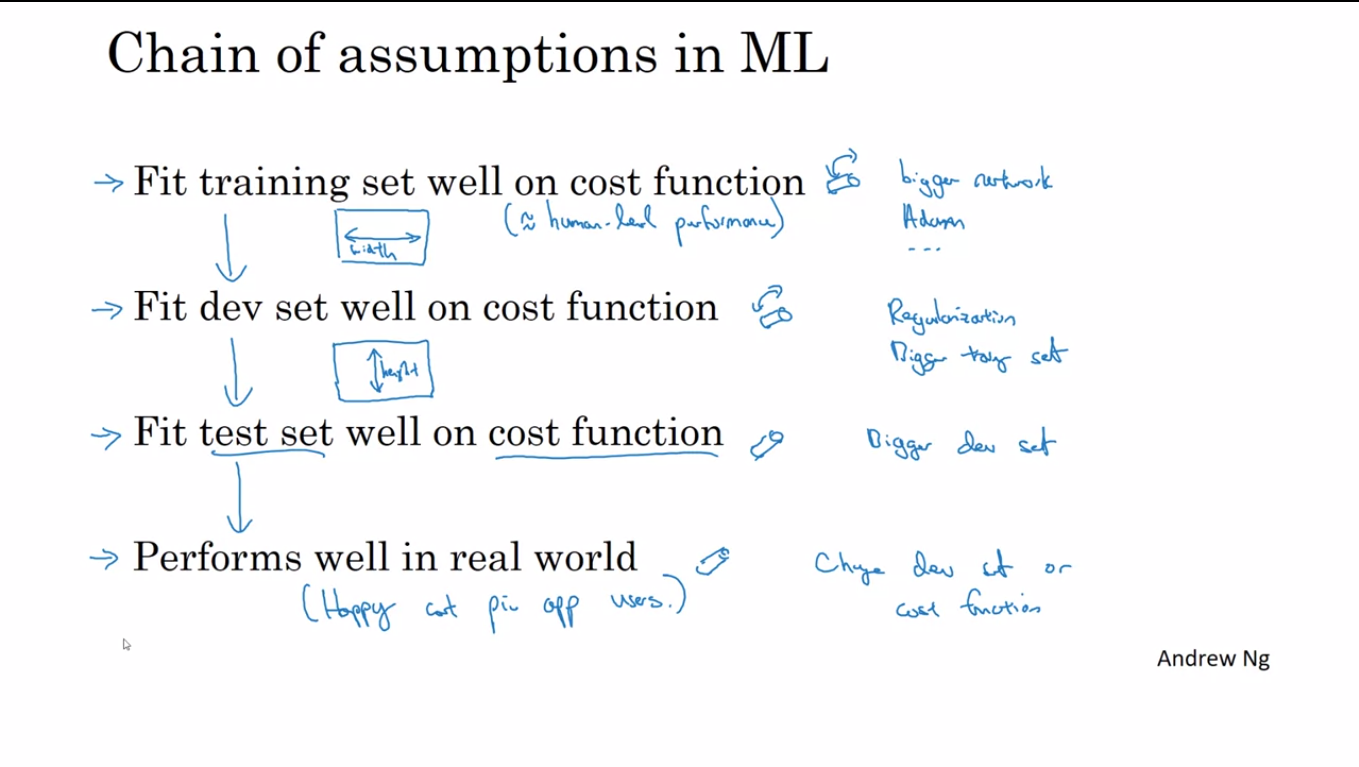 Chain of assumptions in ML
→ Fit training set well on cost function
bigger network
(≈ human-level performance)
Adam
...
width
→ Fit dev set well on cost function
Regularization
Bigger set
height
→ Fit test set well on cost function
Bigger dev set
→ Performs well in real world
Change dev set or
(Happy cat pic app users.)
cost function
Andrew Ng